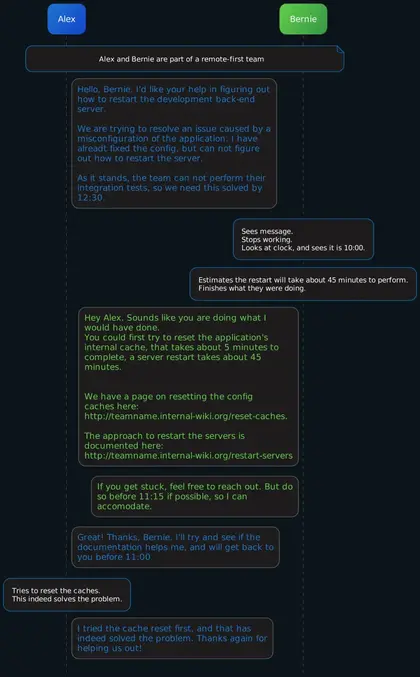 Alex
Bernie
Alex and Bernie are part of a remote-first team
Hello, Bernie. I'd like your help in figuring out
how to restart the development back-end
server.
We are trying to resolve an issue caused by a
misconfiguration of the application. I have
alreadt fixed the config, but can not figure
out how to restart the server.
As it stands, the team can not perform their
integration tests, so we need this solved by
12:30.
Sees message.
Stops working.
Looks at clock, and sees it is 10:00.
Estimates the restart will take about 45 minutes to perform.
Finishes what they were doing.
Hey Alex. Sounds like you are doing what I
would have done.
You could first try to reset the application's
internal cache, that takes about 5 minutes to
complete, a server restart takes about 45
minutes.
We have a page on resetting the config
caches here:
http://teamname.internal-wiki.org/reset-caches.
The approach to restart the servers is
documented here:
http://teamname.internal-wiki.org/restart-servers
If you get stuck, feel free to reach out. But do
so before 11:15 if possible, so I can
accomodate.
Great! Thanks, Bernie. I'll try and see if the
documentation helps me, and will get back to
you before 11:00
Tries to reset the caches.
This indeed solves the problem.
I tried the cache reset first, and that has
indeed solved the problem. Thanks again for
helping us out!